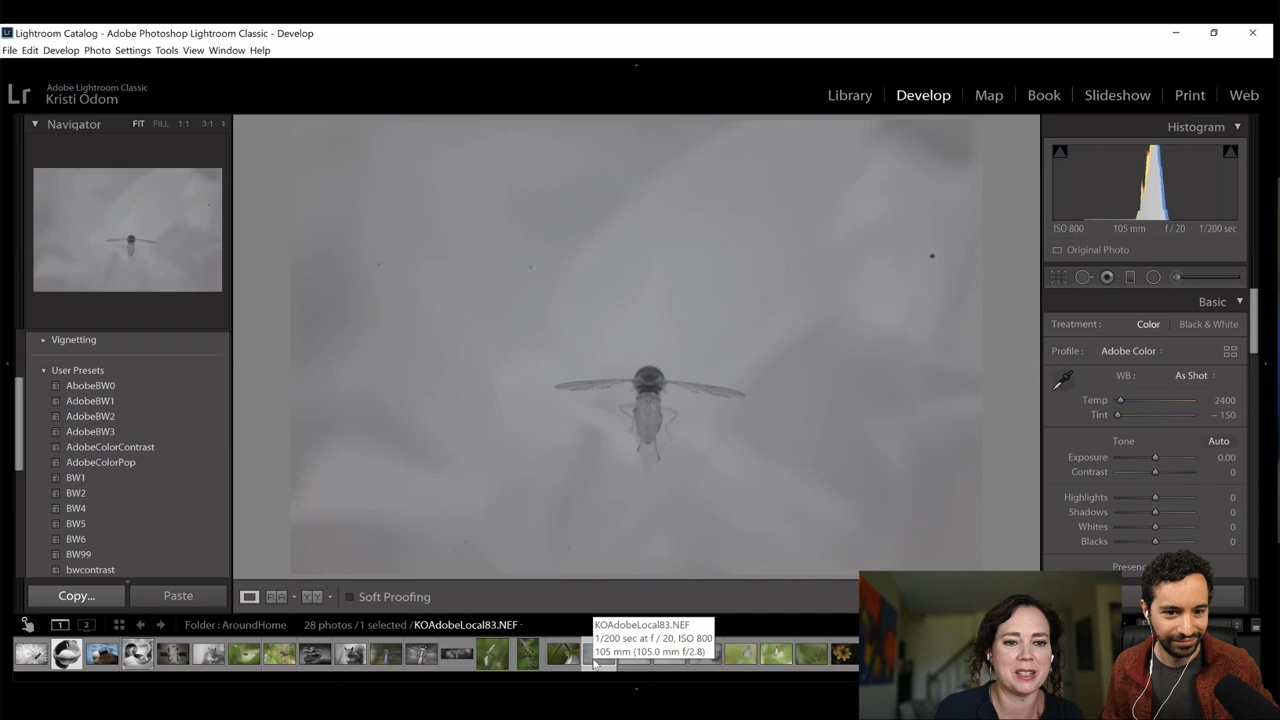 Lightroom Catalog - Adobe Photoshop Lightroom Classic - Develop
File Edit Develop Photo Settings Tools View Window Help
Lr
Adobe Lightroom Classic
Kristi Odom
Library Develop Map Book Slideshow Print Web
Navigator FIT FILL 1:1 3:1
Vignetting
User Presets
AbobeBW0
AdobeBW1
AdobeBW2
AdobeBW3
AdobeColorContrast
AdobeColorPop
BW1
BW2
BW4
BW5
BW6
BW99
bwcontrast
Copy... Paste
Soft Proofing
1 2 Folder : AroundHome 28 photos / 1 selected / KOAdobeLocal83.NEF
KOAdobeLocal83.NEF
1/200 sec at f / 20, ISO 800
105 mm (105.0 mm f/2.8)
Histogram
ISO 800 105 mm f / 20 1/200 sec
Original Photo
Basic
Treatment : Color Black & White
Profile : Adobe Color
WB : As Shot
Temp 2400
Tint - 150
Tone Auto
Exposure 0.00
Contrast 0
Highlights 0
Shadows 0
Whites 0
Blacks 0